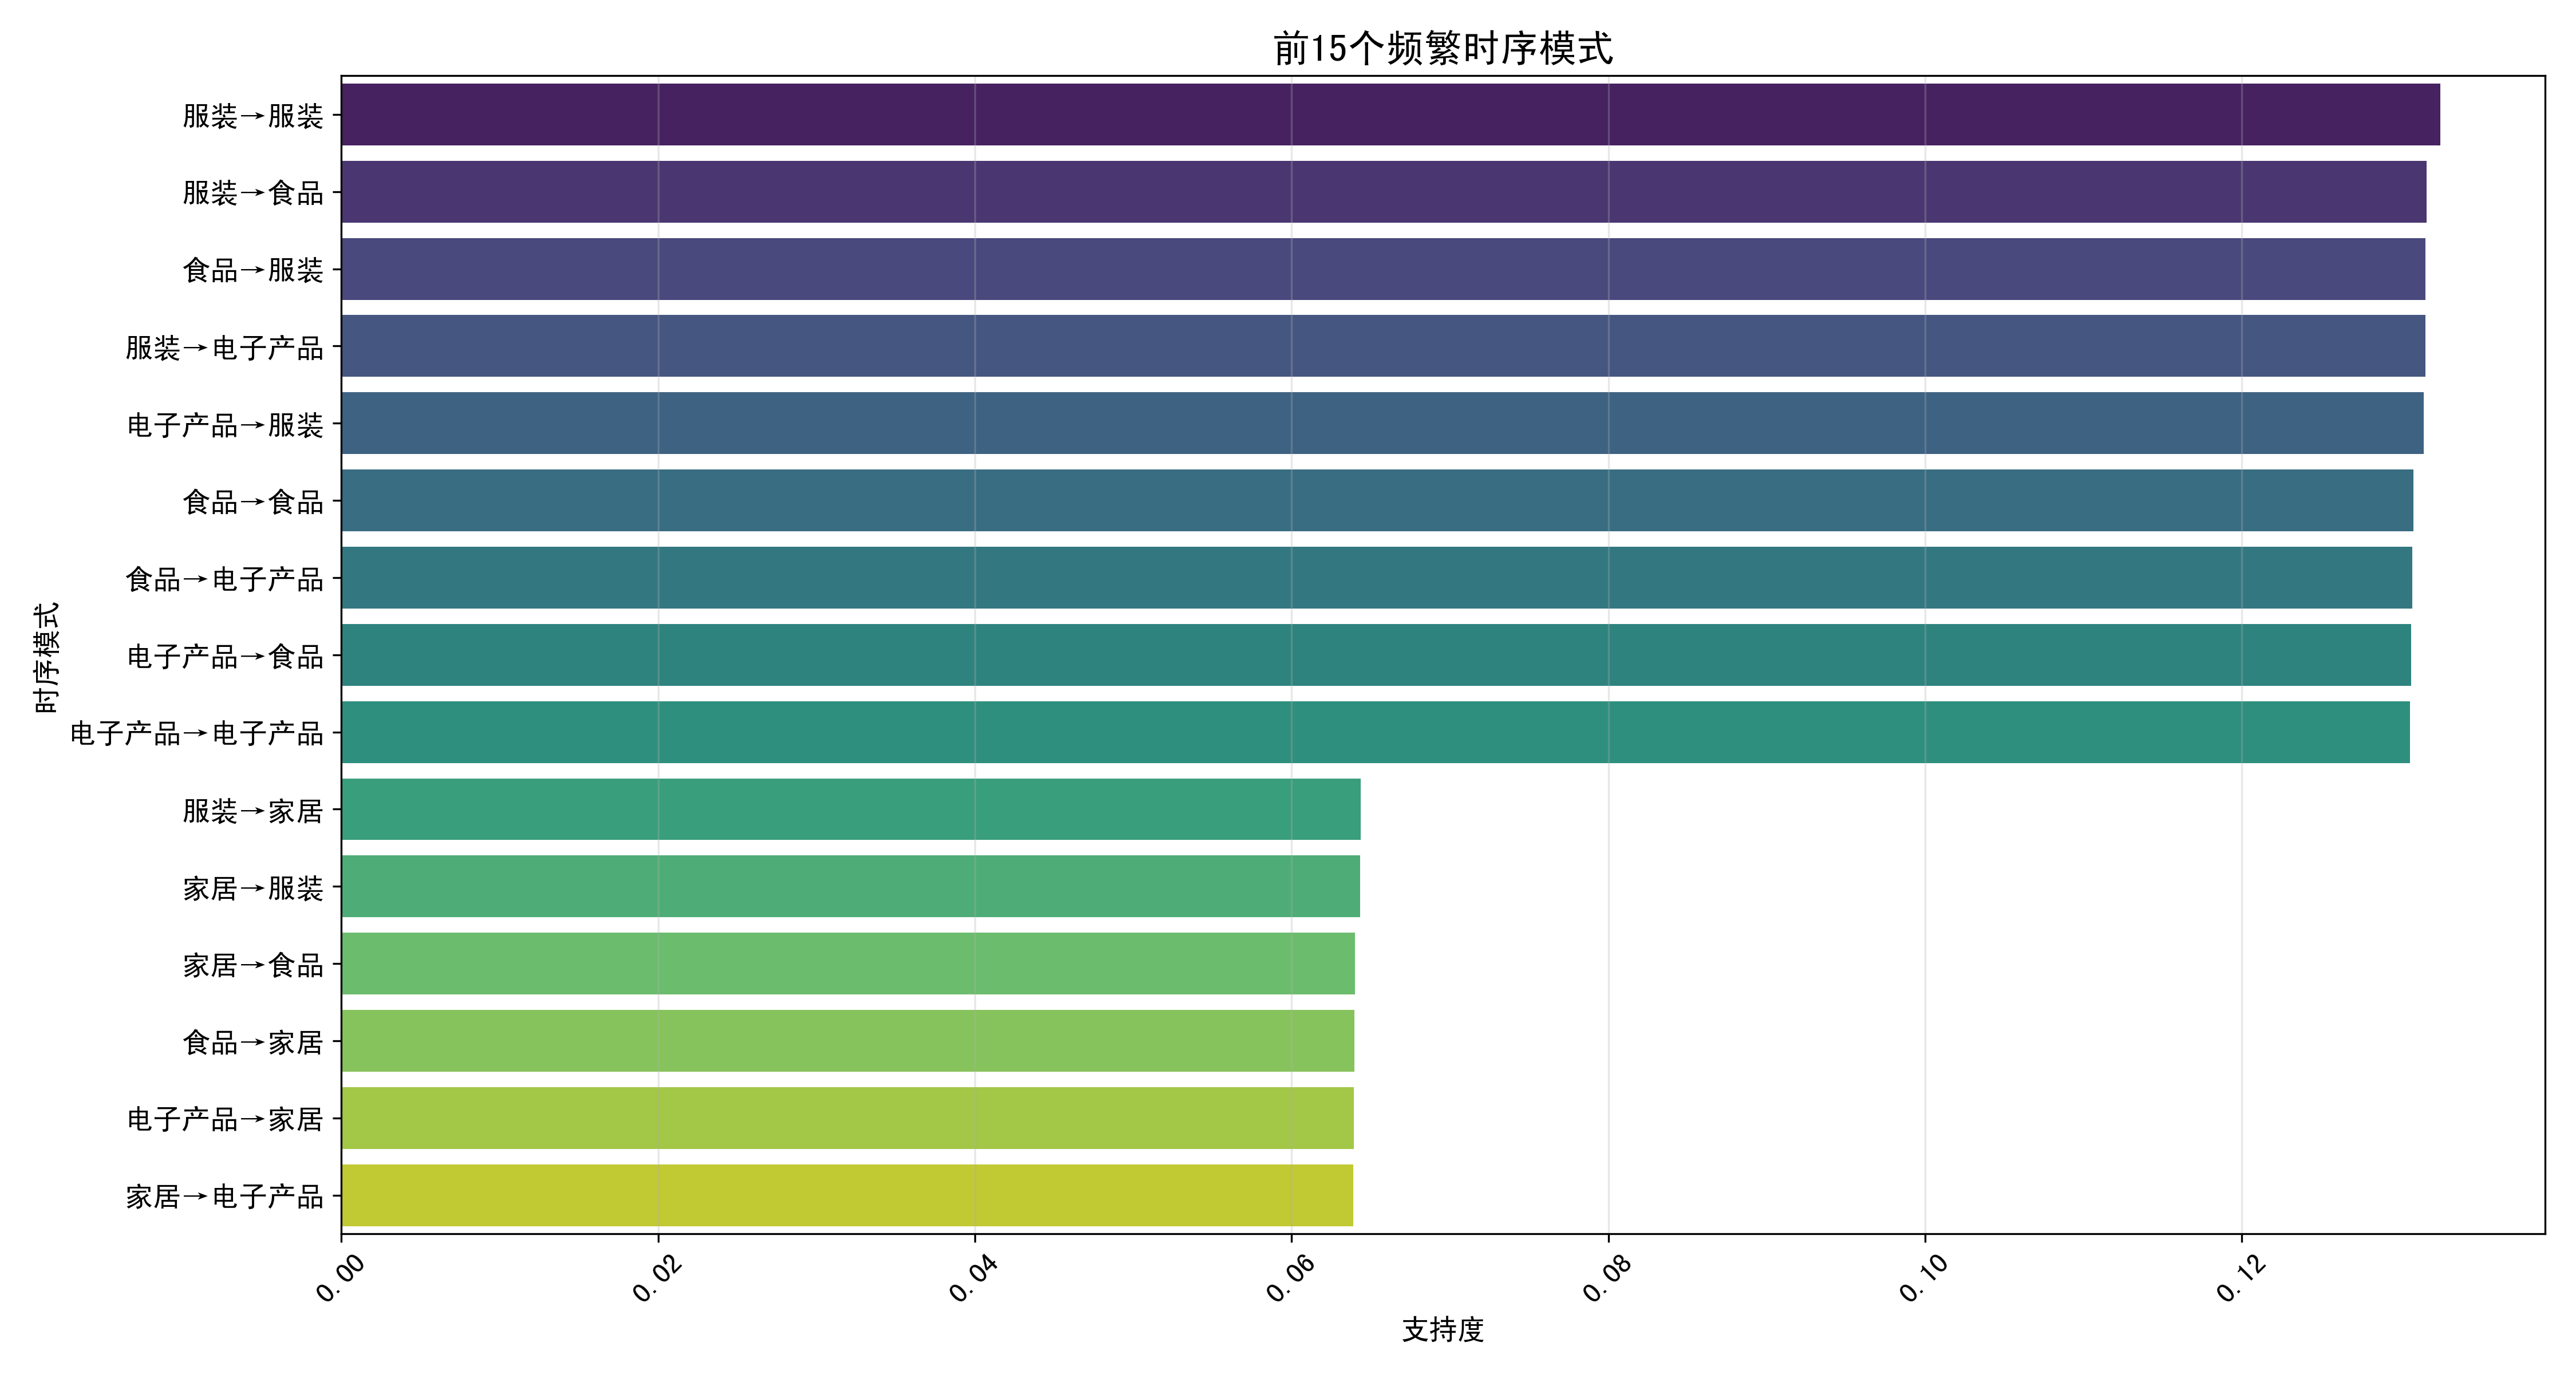 前15个频繁时序模式
服装→服装
服装→食品
食品→服装
服装→电子产品
电子产品→服装
食品→食品
食品→电子产品
电子产品→食品
电子产品→电子产品
服装→家居
家居→服装
家居→食品
食品→家居
电子产品→家居
家居→电子产品
时序模式
0.00 0.02 0.04 0.06 0.08 0.10 0.12
支持度